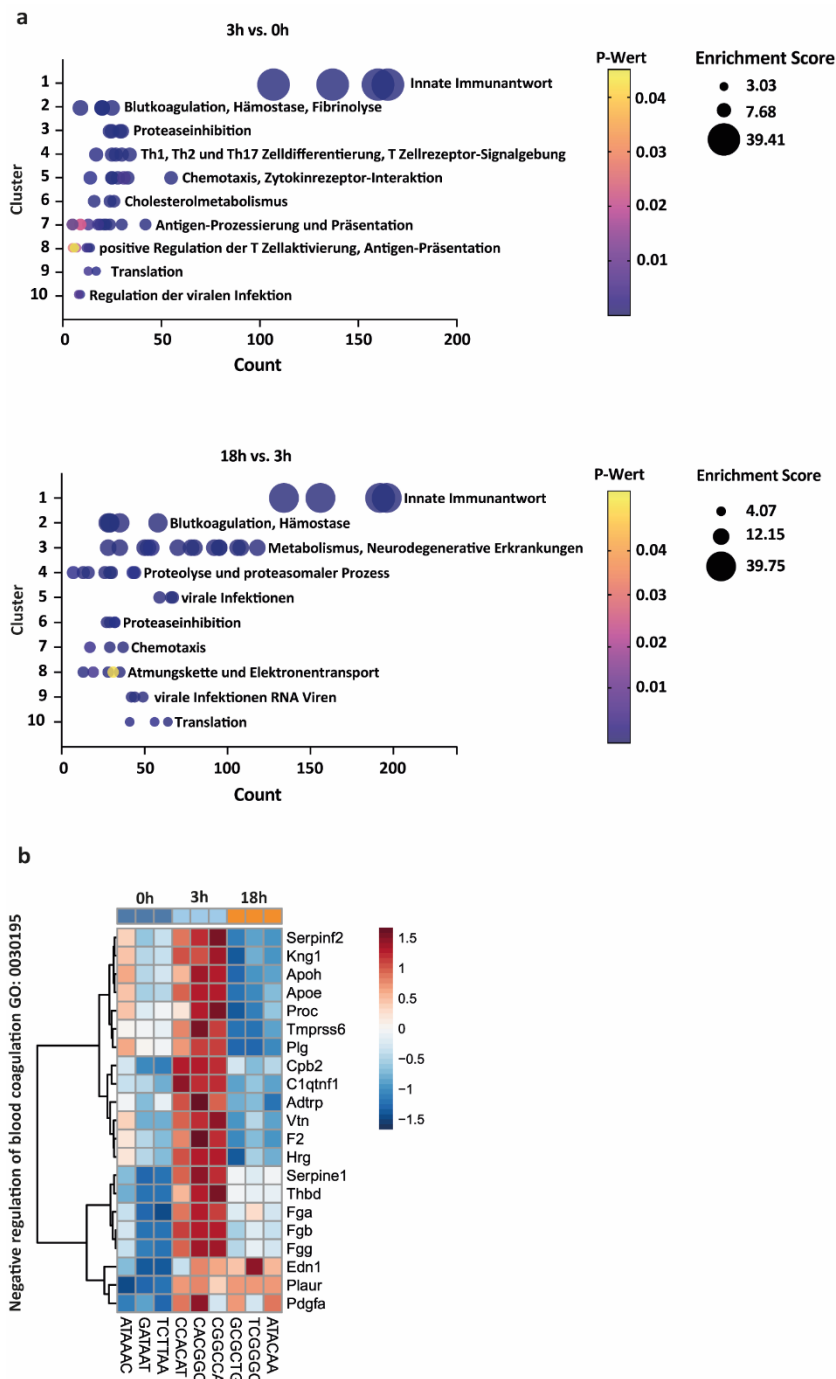 a
3h vs. 0h
P-Wert
Enrichment Score
Cluster
1
2
3
4
5
6
7
8
9
10
Innate Immunantwort
Blutkoagulation, Hämostase, Fibrinolyse
Proteaseinhibition
Th1, Th2 und Th17 Zelldifferentierung, T Zellrezeptor-Signalgebung
Chemotaxis, Zytokinrezeptor-Interaktion
Cholesterolmetabolismus
Antigen-Prozessierung und Präsentation
positive Regulation der T Zellaktivierung, Antigen-Präsentation
Translation
Regulation der viralen Infektion
0 50 100 150 200
Count
0.04
0.03
0.02
0.01
3.03
7.68
39.41
18h vs. 3h
P-Wert
Enrichment Score
Cluster
1
2
3
4
5
6
7
8
9
10
Innate Immunantwort
Blutkoagulation, Hämostase
Metabolismus, Neurodegenerative Erkrankungen
Proteolyse und proteasomaler Prozess
virale Infektionen
Proteaseinhibition
Chemotaxis
Atmungskette und Elektronentransport
virale Infektionen RNA Viren
Translation
0 50 100 150 200
Count
0.04
0.03
0.02
0.01
4.07
12.15
39.75
b
Negative regulation of blood coagulation GO: 0030195
0h 3h 18h
Serpinf2
Kng1
Apoh
Apoe
Proc
Tmprss6
Plg
Cpb2
C1qtnf1
Adtrp
Vtn
F2
Hrg
Serpine1
Thbd
Fga
Fgb
Fgg
Edn1
Plaur
Pdgfa
1.5
1
0.5
0
−0.5
−1
−1.5
ATAAAC
GATAAT
TCTTAA
CCACAT
CACGGC
CGGCCA
GCGCTG
TCGGGC
ATACAA